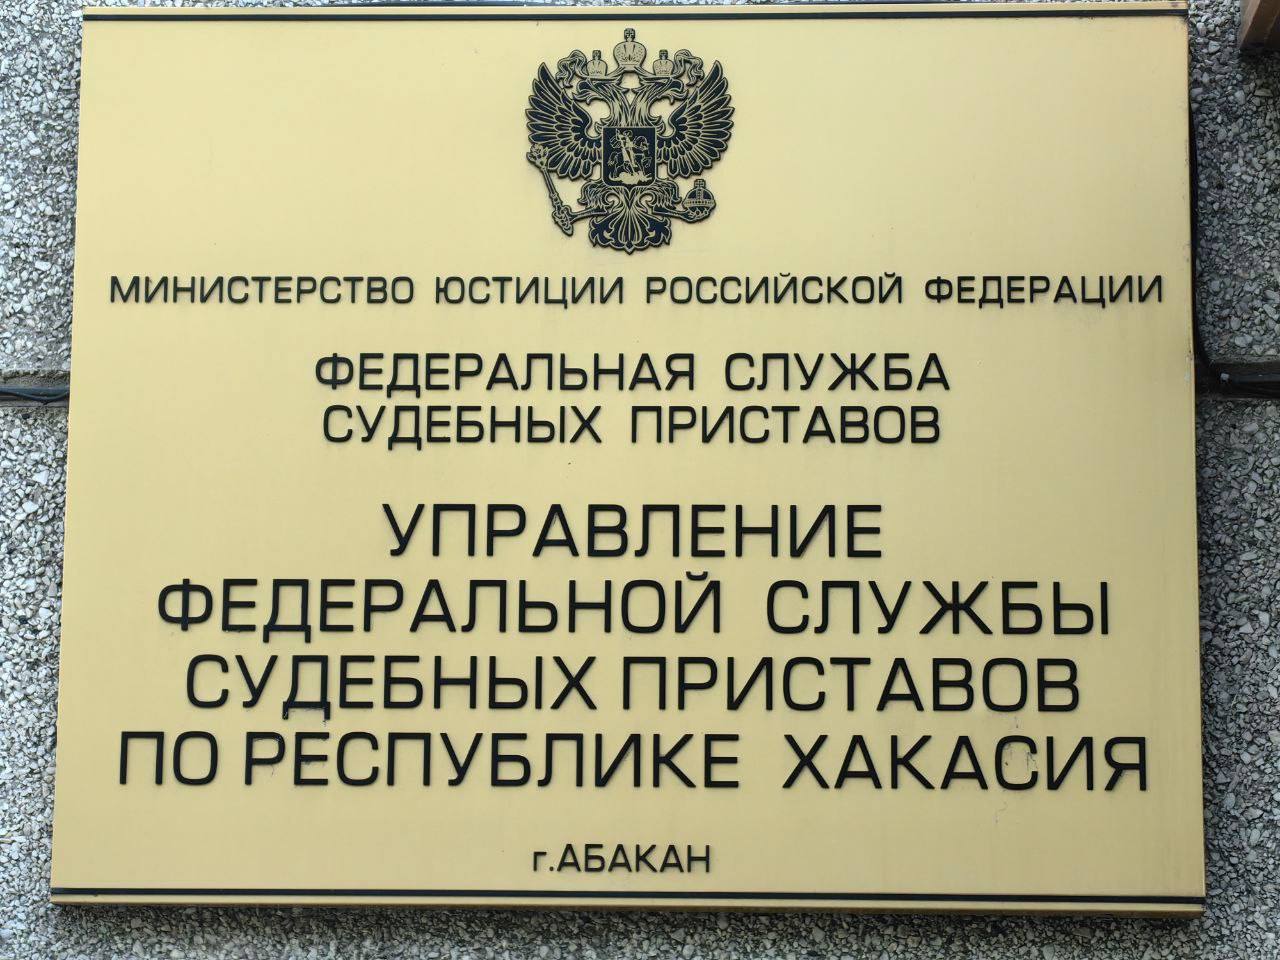 МИНИСТЕРСТВО ЮСТИЦИИ РОССИЙСКОЙ ФЕДЕРАЦИИ
ФЕДЕРАЛЬНАЯ СЛУЖБА
СУДЕБНЫХ ПРИСТАВОВ
УПРАВЛЕНИЕ
ФЕДЕРАЛЬНОЙ СЛУЖБЫ
СУДЕБНЫХ ПРИСТАВОВ
ПО РЕСПУБЛИКЕ ХАКАСИЯ
г.АБАКАН